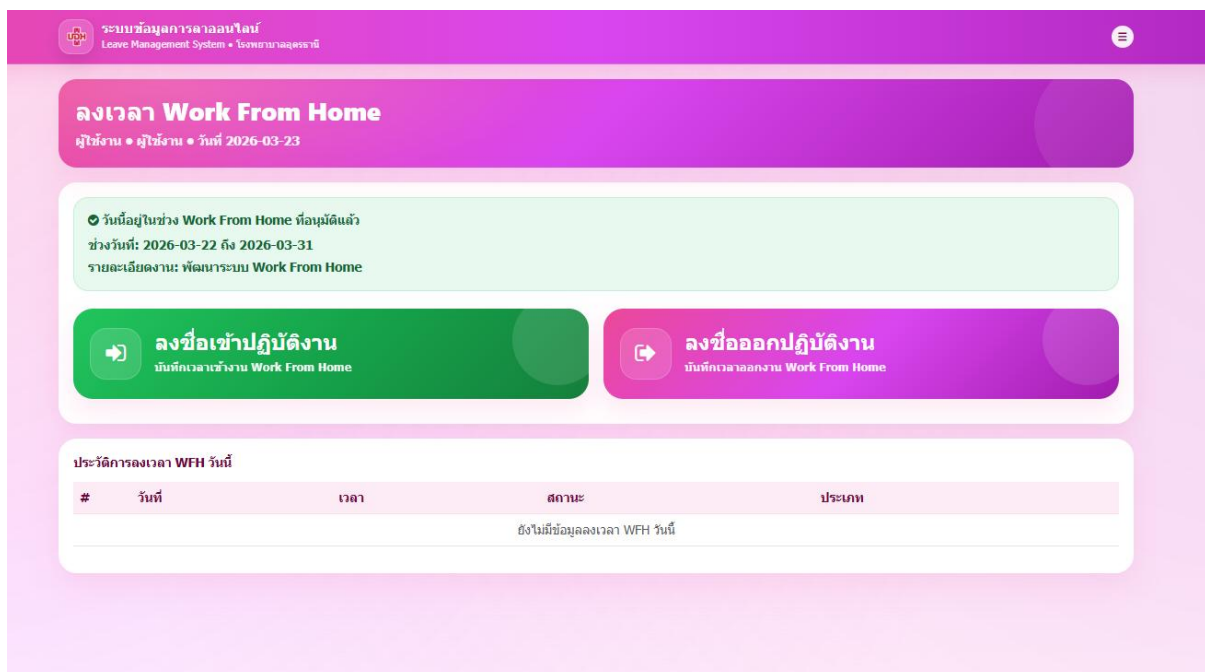 UDH
ระบบข้อมูลการลาออนไลน์
Leave Management System • โรงพยาบาลอุดรธานี
ลงเวลา Work From Home
ผู้ใช้งาน • ผู้ใช้งาน • วันที่ 2026-03-23
วันนี้อยู่ในช่วง Work From Home ที่อนุมัติแล้ว
ช่วงวันที่: 2026-03-22 ถึง 2026-03-31
รายละเอียดงาน: พัฒนาระบบ Work From Home
ลงชื่อเข้าปฏิบัติงาน
บันทึกเวลาเข้างาน Work From Home
ลงชื่อออกปฏิบัติงาน
บันทึกเวลาออกงาน Work From Home
ประวัติการลงเวลา WFH วันนี้
# วันที่ เวลา สถานะ ประเภท
ยังไม่มีข้อมูลลงเวลา WFH วันนี้